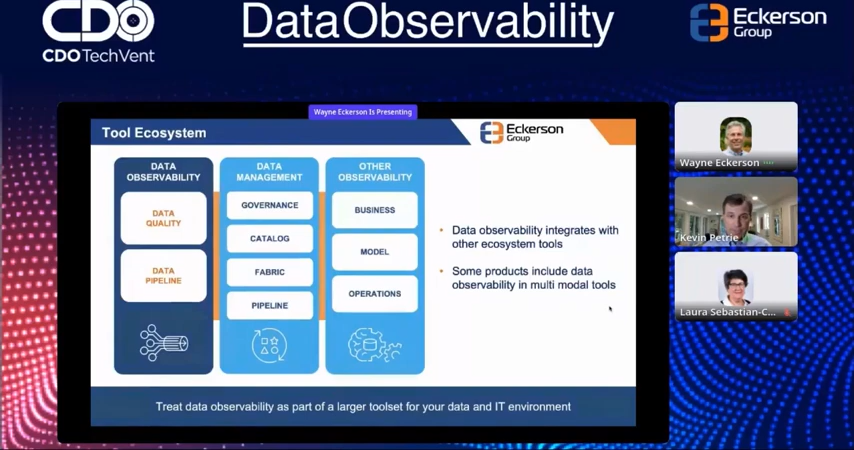 CDO
CDO TechVent
DataObservability
Eckerson
Group
Wayne Eckerson Is Presenting
Tool Ecosystem
Eckerson
Group
DATA
OBSERVABILITY
DATA
QUALITY
DATA
PIPELINE
DATA
MANAGEMENT
GOVERNANCE
CATALOG
FABRIC
PIPELINE
OTHER
OBSERVABILITY
BUSINESS
MODEL
OPERATIONS
• Data observability integrates with
other ecosystem tools
• Some products include data
observability in multi modal tools
Treat data observability as part of a larger toolset for your data and IT environment
Wayne Eckerson
Kevin Petrie
Laura Sebastian-C...